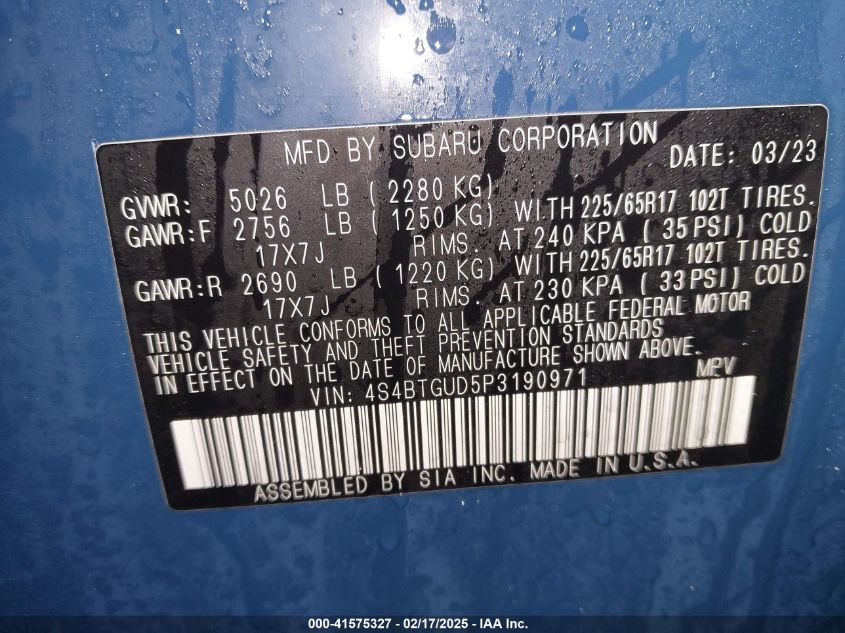 MFD BY SUBARU CORPORATION DATE: 03/23
GVWR: 5026 LB ( 2280 KG)
GAWR:F 2756 LB ( 1250 KG) WITH 225/65R17 102T TIRES.
17X7J RIMS. AT 240 KPA ( 35 PSI) COLD
GAWR:R 2690 LB ( 1220 KG) WITH 225/65R17 102T TIRES.
17X7J RIMS. AT 230 KPA ( 33 PSI) COLD
THIS VEHICLE CONFORMS TO ALL APPLICABLE FEDERAL MOTOR
VEHICLE SAFETY AND THEFT PREVENTION STANDARDS
IN EFFECT ON THE DATE OF MANUFACTURE SHOWN ABOVE.
VIN: 4S4BTGUD5P3190971 MPV
ASSEMBLED BY SIA INC. MADE IN U.S.A.
000-41575327 - 02/17/2025 - IAA Inc.